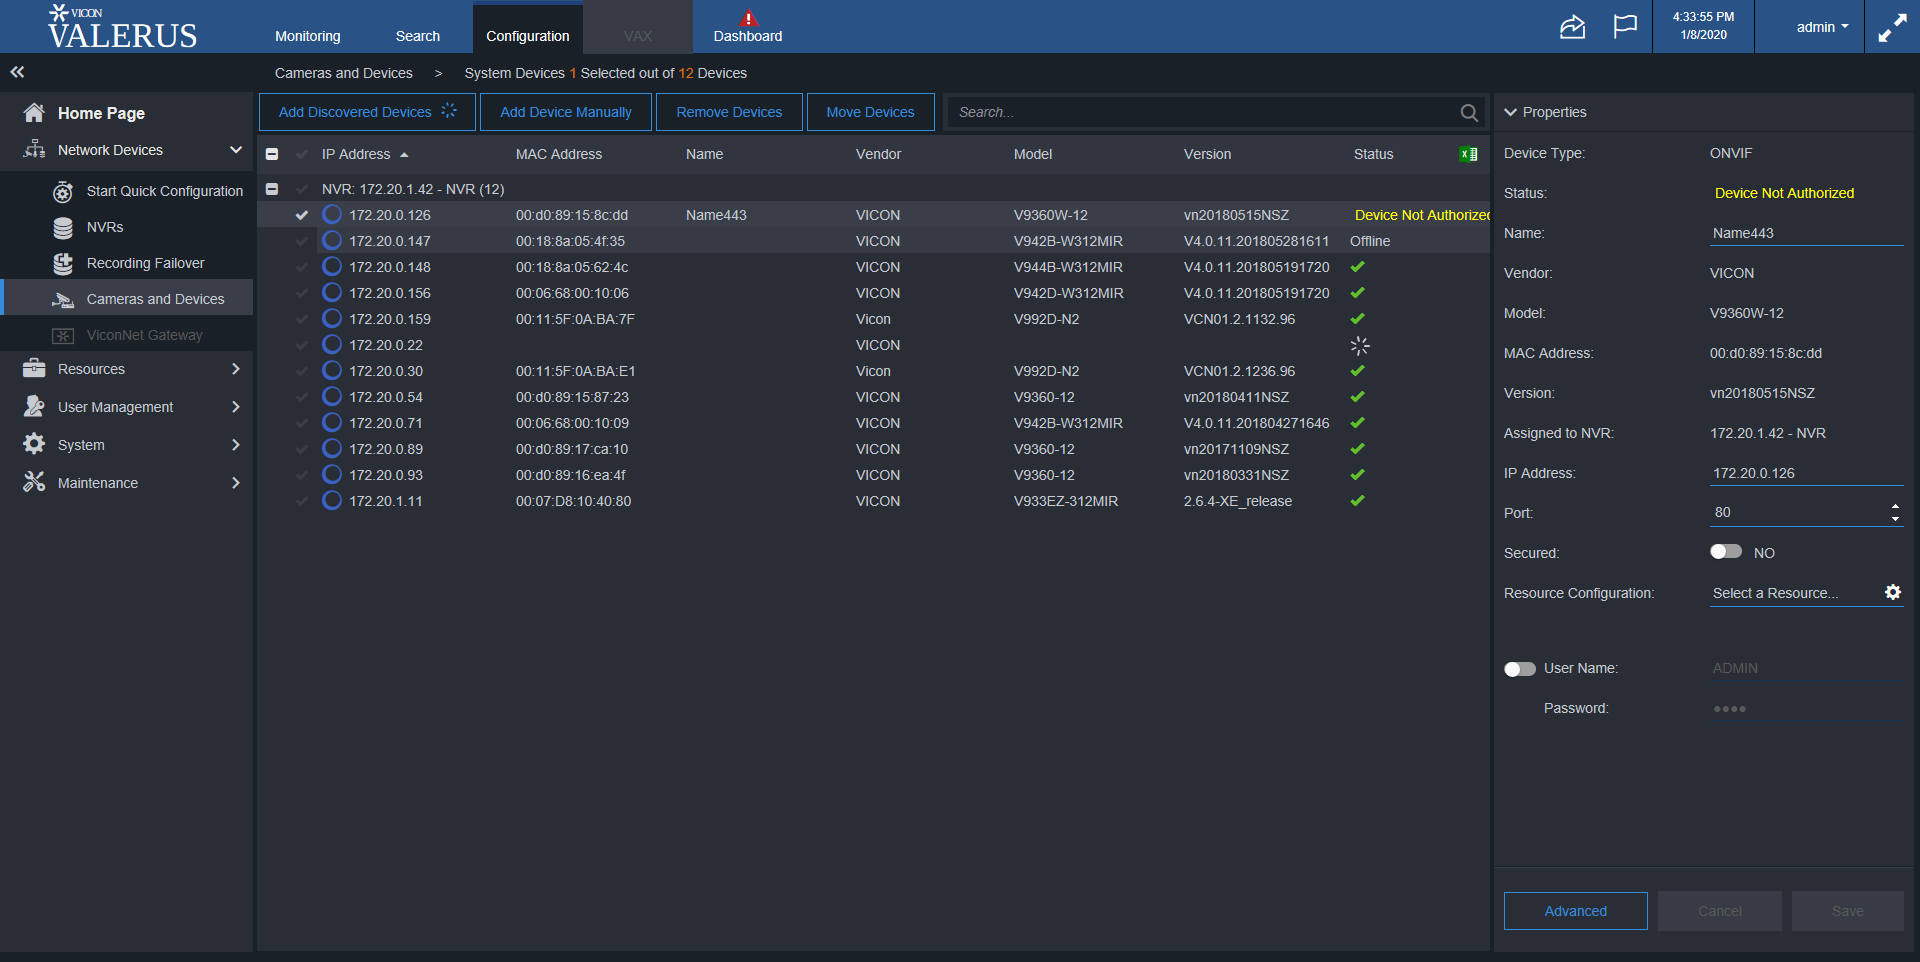 VICON
VALERUS
Monitoring
Search
Configuration
VAX
Dashboard
4:33:55 PM
1/8/2020
admin
Cameras and Devices > System Devices 1 Selected out of 12 Devices
Home Page
Network Devices
Start Quick Configuration
NVRs
Recording Failover
Cameras and Devices
ViconNet Gateway
Resources
User Management
System
Maintenance
Add Discovered Devices
Add Device Manually
Remove Devices
Move Devices
Search...
IP Address MAC Address Name Vendor Model Version Status
NVR: 172.20.1.42 - NVR (12)
172.20.0.126 00:d0:89:15:8c:dd Name443 VICON V9360W-12 vn20180515NSZ Device Not Authorized
172.20.0.147 00:18:8a:05:4f:35 VICON V942B-W312MIR V4.0.11.201805281611 Offline
172.20.0.148 00:18:8a:05:62:4c VICON V944B-W312MIR V4.0.11.201805191720
172.20.0.156 00:06:68:00:10:06 VICON V942D-W312MIR V4.0.11.201805191720
172.20.0.159 00:11:5F:0A:BA:7F Vicon V992D-N2 VCN01.2.1132.96
172.20.0.22 VICON
172.20.0.30 00:11:5F:0A:BA:E1 Vicon V992D-N2 VCN01.2.1236.96
172.20.0.54 00:d0:89:15:87:23 VICON V9360-12 vn20180411NSZ
172.20.0.71 00:06:68:00:10:09 VICON V942B-W312MIR V4.0.11.201804271646
172.20.0.89 00:d0:89:17:ca:10 VICON V9360-12 vn20171109NSZ
172.20.0.93 00:d0:89:16:ea:4f VICON V9360-12 vn20180331NSZ
172.20.1.11 00:07:D8:10:40:80 VICON V933EZ-312MIR 2.6.4-XE_release
Properties
Device Type: ONVIF
Status: Device Not Authorized
Name: Name443
Vendor: VICON
Model: V9360W-12
MAC Address: 00:d0:89:15:8c:dd
Version: vn20180515NSZ
Assigned to NVR: 172.20.1.42 - NVR
IP Address: 172.20.0.126
Port: 80
Secured: NO
Resource Configuration: Select a Resource...
User Name: ADMIN
Password: ●●●●
Advanced
Cancel
Save